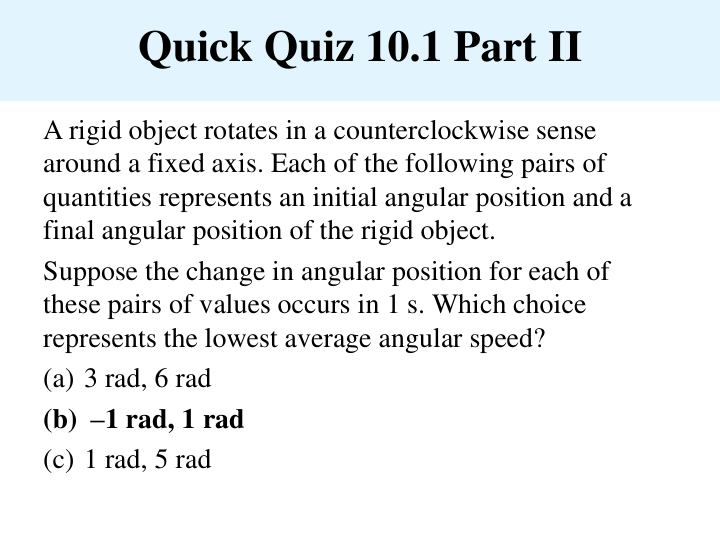 Quick Quiz 10.1 Part II
A rigid object rotates in a counterclockwise sense
around a fixed axis. Each of the following pairs of
quantities represents an initial angular position and a
final angular position of the rigid object.
Suppose the change in angular position for each of
these pairs of values occurs in 1 s. Which choice
represents the lowest average angular speed?
(a) 3 rad, 6 rad
(b) –1 rad, 1 rad
(c) 1 rad, 5 rad